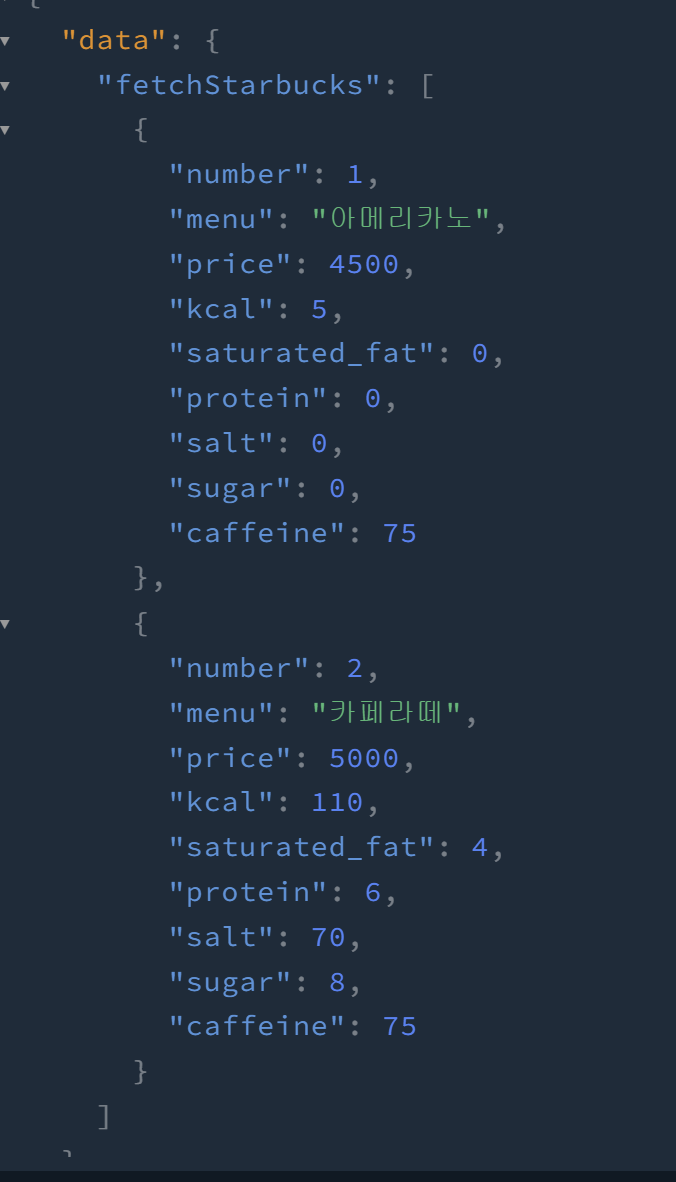 {
"data": {
"fetchStarbucks": [
{
"number": 1,
"menu": "아메리카노",
"price": 4500,
"kcal": 5,
"saturated_fat": 0,
"protein": 0,
"salt": 0,
"sugar": 0,
"caffeine": 75
},
{
"number": 2,
"menu": "카페라떼",
"price": 5000,
"kcal": 110,
"saturated_fat": 4,
"protein": 6,
"salt": 70,
"sugar": 8,
"caffeine": 75
}
]
}